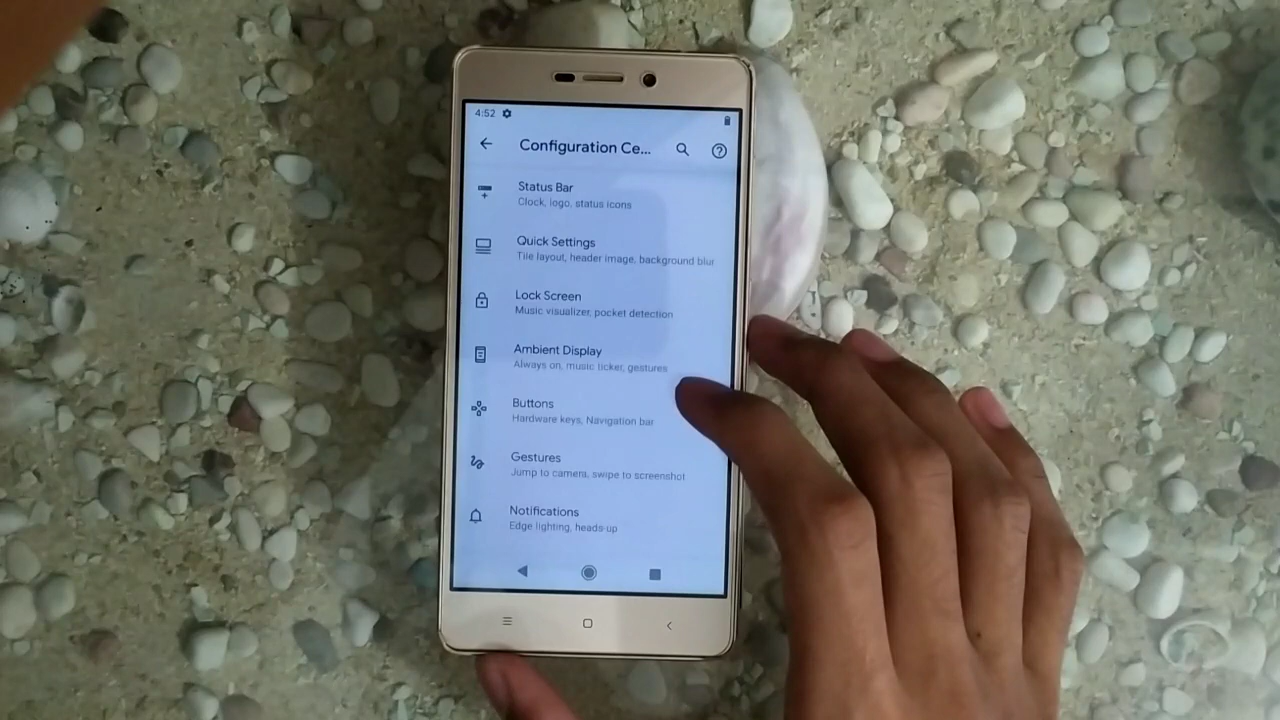 4:52
Configuration Ce...
Status Bar
Clock, logo, status icons
Quick Settings
Tile layout, header image, background blur
Lock Screen
Music visualizer, pocket detection
Ambient Display
Always on, music ticker, gestures
Buttons
Hardware keys, Navigation bar
Gestures
Jump to camera, swipe to screenshot
Notifications
Edge lighting, heads-up